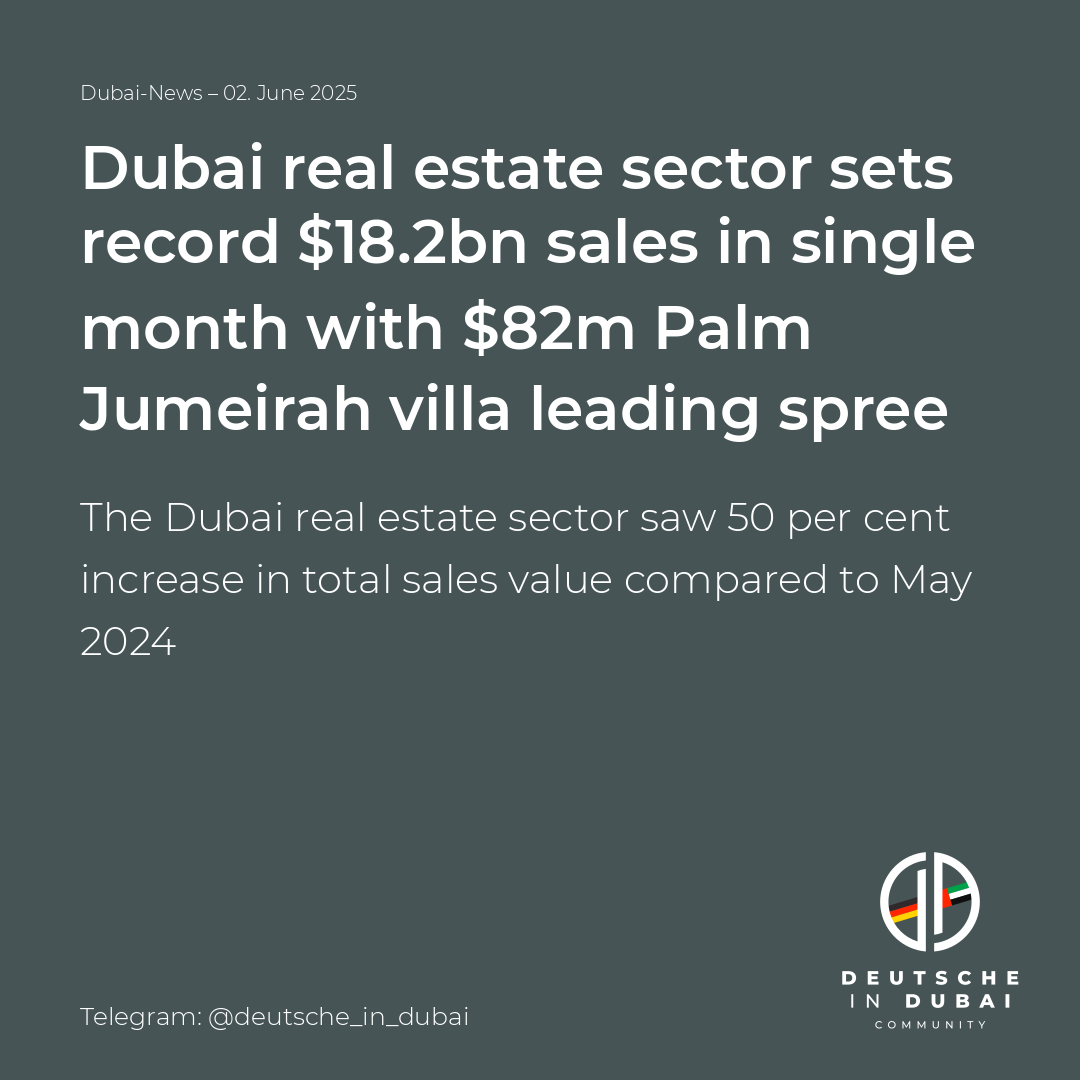 Dubai-News – 02. June 2025
Dubai real estate sector sets
record $18.2bn sales in single
month with $82m Palm
Jumeirah villa leading spree
The Dubai real estate sector saw 50 per cent
increase in total sales value compared to May
2024
DEUTSCHE
IN DUBAI
COMMUNITY
Telegram: @deutsche_in_dubai